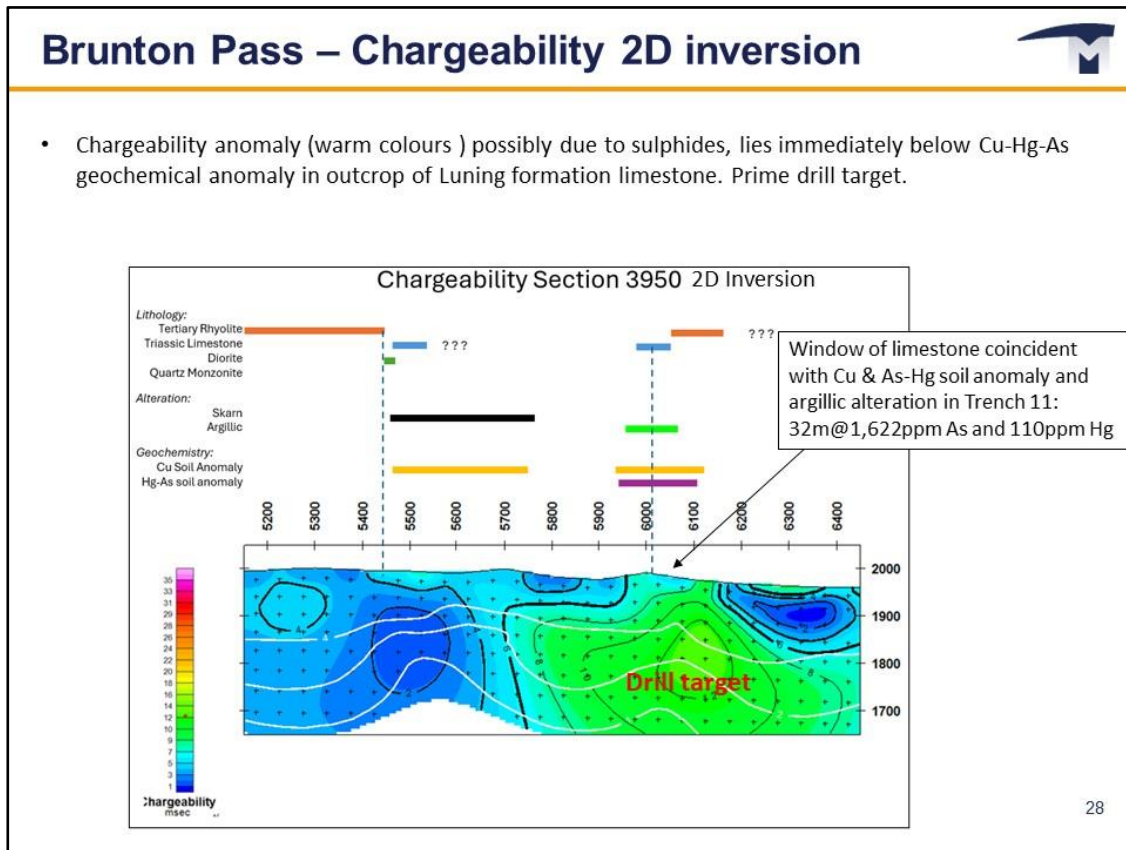 Brunton Pass – Chargeability 2D inversion
• Chargeability anomaly (warm colours ) possibly due to sulphides, lies immediately below Cu-Hg-As
geochemical anomaly in outcrop of Luning formation limestone. Prime drill target.
Chargeability Section 3950 2D Inversion
Lithology:
Tertiary Rhyolite
???
Triassic Limestone
???
Diorite
Quartz Monzonite
Alteration:
Skarn
Argillic
Geochemistry:
Cu Soil Anomaly
Hg-As soil anomaly
Window of limestone coincident
with Cu & As-Hg soil anomaly and
argillic alteration in Trench 11:
32m@1,622ppm As and 110ppm Hg
5200 5300 5400 5500 5600 5700 5800 5900 6000 6100 6200 6300 6400
2000
1900
1800
1700
Drill target
35
33
31
29
28
26
24
22
20
18
16
14
12
10
9
7
5
3
1
Chargeability
msec
28